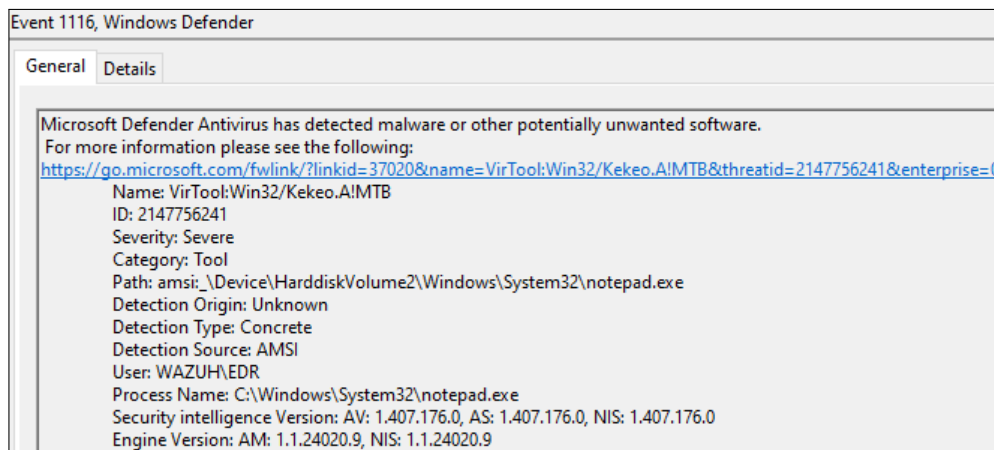 Event 1116, Windows Defender
General Details
Microsoft Defender Antivirus has detected malware or other potentially unwanted software.
For more information please see the following:
https://go.microsoft.com/fwlink/?linkid=37020&name=VirTool:Win32/Kekeo.A!MTB&threatid=2147756241&enterprise=0
Name: VirTool:Win32/Kekeo.A!MTB
ID: 2147756241
Severity: Severe
Category: Tool
Path: amsi:_\Device\HarddiskVolume2\Windows\System32\notepad.exe
Detection Origin: Unknown
Detection Type: Concrete
Detection Source: AMSI
User: WAZUH\EDR
Process Name: C:\Windows\System32\notepad.exe
Security intelligence Version: AV: 1.407.176.0, AS: 1.407.176.0, NIS: 1.407.176.0
Engine Version: AM: 1.1.24020.9, NIS: 1.1.24020.9